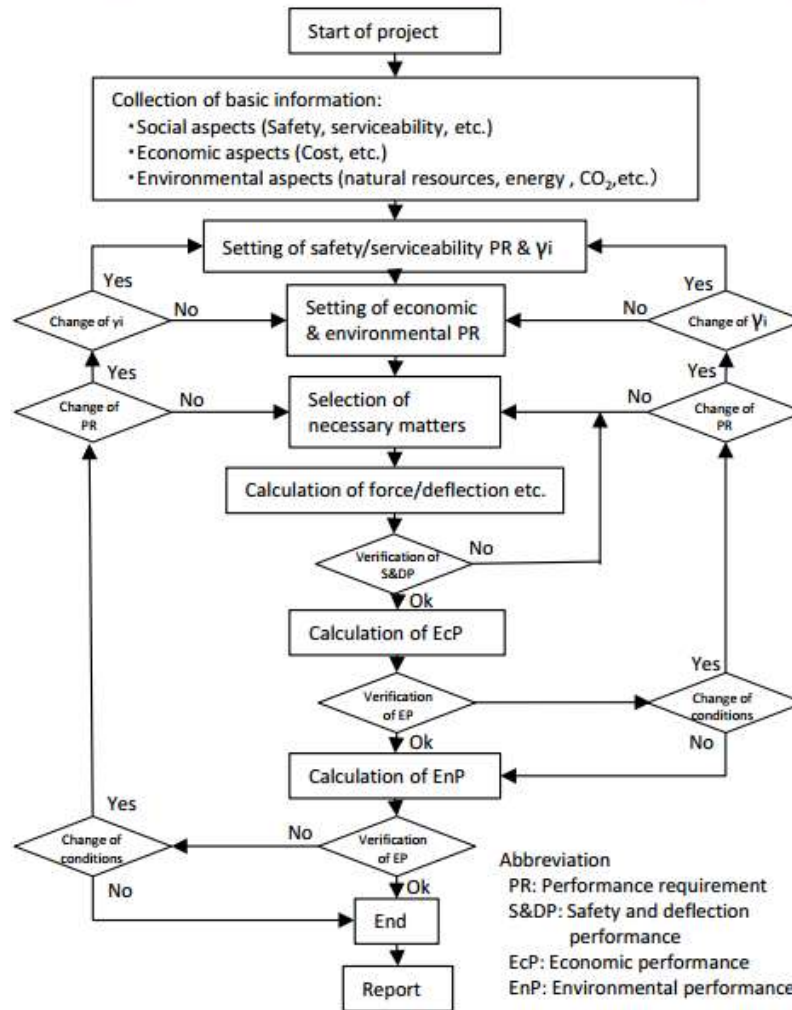 Start of project
Collection of basic information:
・Social aspects (Safety, serviceability, etc.)
・Economic aspects (Cost, etc.)
・Environmental aspects (natural resources, energy , CO₂,etc.)
Setting of safety/serviceability PR & γi
Yes
Yes
Change of γi
No
Setting of economic
& environmental PR
No
Change of γi
Yes
Yes
Change of
PR
No
Selection of
necessary matters
No
Change of
PR
Calculation of force/deflection etc.
Verification of
S&DP
No
Ok
Calculation of EcP
Yes
Verification
of EP
Change of
conditions
Ok
No
Calculation of EnP
Yes
Change of
conditions
No
Verification
of EP
No
Ok
End
Report
Abbreviation
PR: Performance requirement
S&DP: Safety and deflection
performance
EcP: Economic performance
EnP: Environmental performance